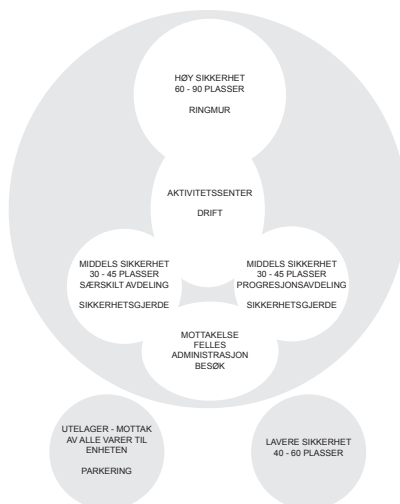 HØY SIKKERHET
60 - 90 PLASSER
RINGMUR
AKTIVITETSSENTER
DRIFT
MIDDELS SIKKERHET
30 - 45 PLASSER
SÆRSKILT AVDELING
SIKKERHETSGJERDE
MIDDELS SIKKERHET
30 - 45 PLASSER
PROGRESJONSAVDELING
SIKKERHETSGJERDE
MOTTAKELSE
FELLES
ADMINISTRASJON
BESØK
UTELAGER - MOTTAK
AV ALLE VARER TIL
ENHETEN
PARKERING
LAVERE SIKKERHET
40 - 60 PLASSER